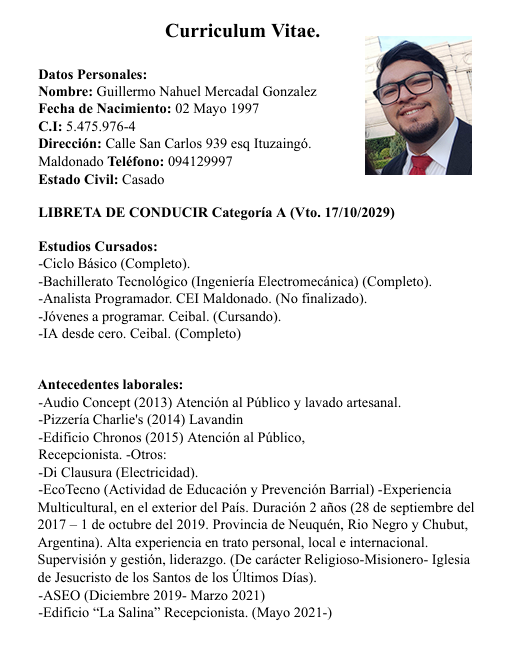 Curriculum Vitae.
Datos Personales:
Nombre: Guillermo Nahuel Mercadal Gonzalez
Fecha de Nacimiento: 02 Mayo 1997
C.I: 5.475.976-4
Dirección: Calle San Carlos 939 esq Ituzaingó.
Maldonado Teléfono: 094129997
Estado Civil: Casado
LIBRETA DE CONDUCIR Categoría A (Vto. 17/10/2029)
Estudios Cursados:
-Ciclo Básico (Completo).
-Bachillerato Tecnológico (Ingeniería Electromecánica) (Completo).
-Analista Programador. CEI Maldonado. (No finalizado).
-Jóvenes a programar. Ceibal. (Cursando).
-IA desde cero. Ceibal. (Completo)
Antecedentes laborales:
-Audio Concept (2013) Atención al Público y lavado artesanal.
-Pizzería Charlie's (2014) Lavandin
-Edificio Chronos (2015) Atención al Público,
Recepcionista. -Otros:
-Di Clausura (Electricidad).
-EcoTecno (Actividad de Educación y Prevención Barrial) -Experiencia
Multicultural, en el exterior del País. Duración 2 años (28 de septiembre del
2017 – 1 de octubre del 2019. Provincia de Neuquén, Rio Negro y Chubut,
Argentina). Alta experiencia en trato personal, local e internacional.
Supervisión y gestión, liderazgo. (De carácter Religioso-Misionero- Iglesia
de Jesucristo de los Santos de los Últimos Días).
-ASEO (Diciembre 2019- Marzo 2021)
-Edificio “La Salina” Recepcionista. (Mayo 2021-)